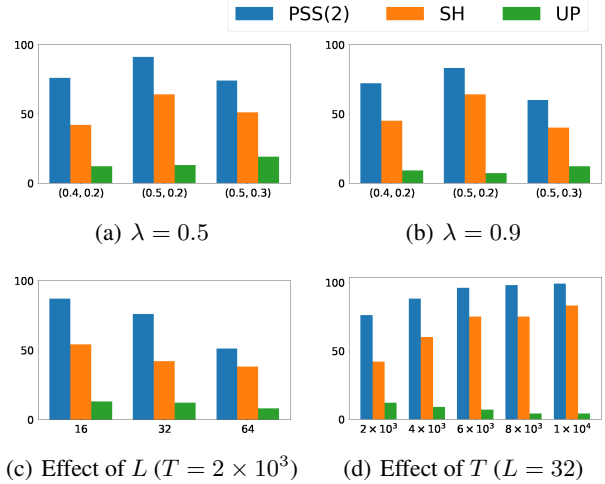 PSS(2) SH UP
100
50
0
(0.4, 0.2) (0.5, 0.2) (0.5, 0.3)
(a) λ = 0.5
100
50
0
(0.4, 0.2) (0.5, 0.2) (0.5, 0.3)
(b) λ = 0.9
100
50
0
16 32 64
(c) Effect of L (T = 2 × 10³)
100
50
0
2 × 10³ 4 × 10³ 6 × 10³ 8 × 10³ 1 × 10⁴
(d) Effect of T (L = 32)